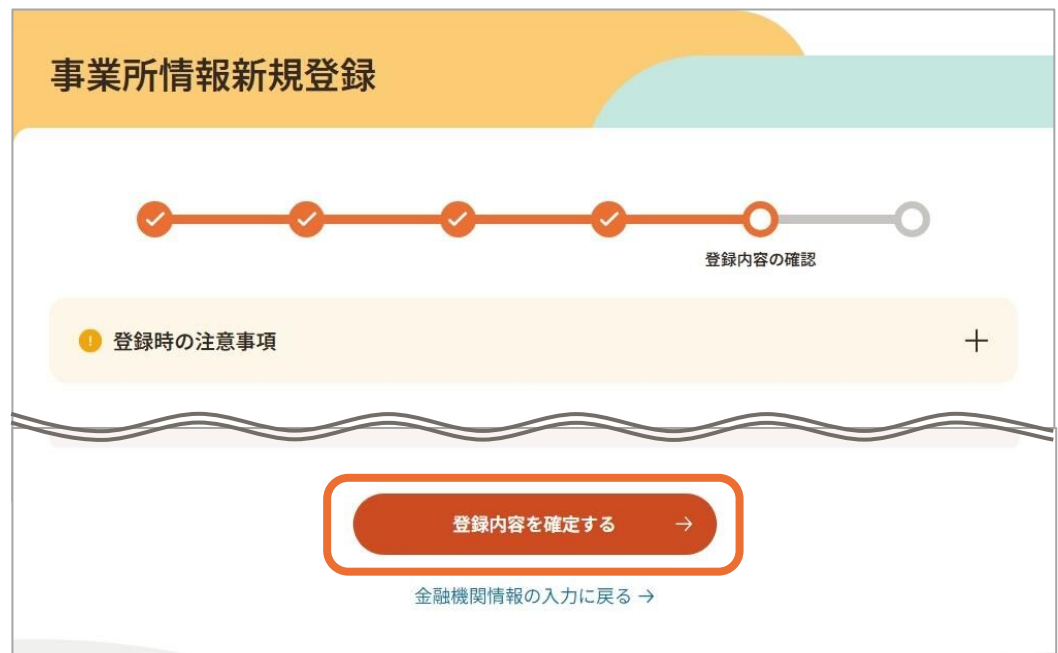 事業所情報新規登録
登録内容の確認
登録時の注意事項
登録内容を確定する →
金融機関情報の入力に戻る →